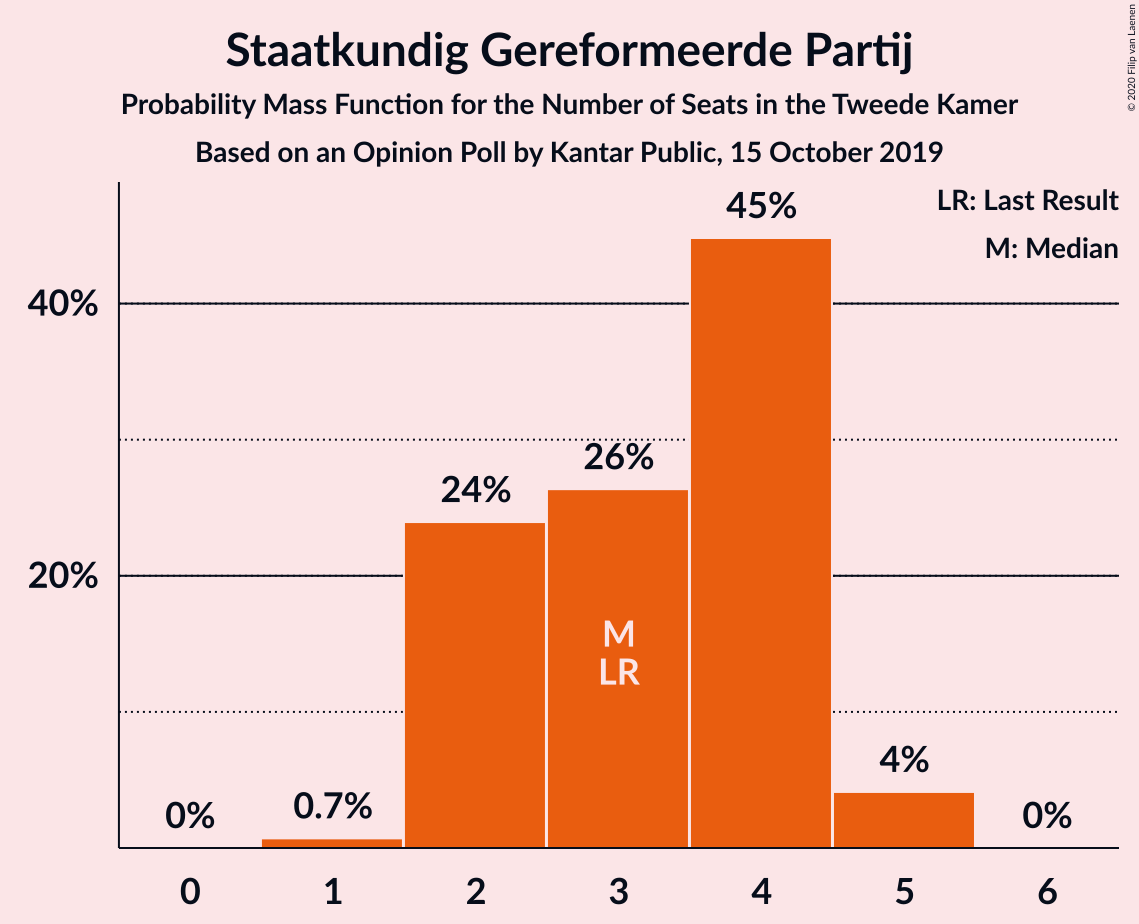 Staatkundig Gereformeerde Partij
Probability Mass Function for the Number of Seats in the Tweede Kamer
Based on an Opinion Poll by Kantar Public, 15 October 2019
© 2020 Filip van Laenen
LR: Last Result
M: Median
40%
20%
0%
0.7%
24%
26%
45%
4%
0%
M
LR
0 1 2 3 4 5 6